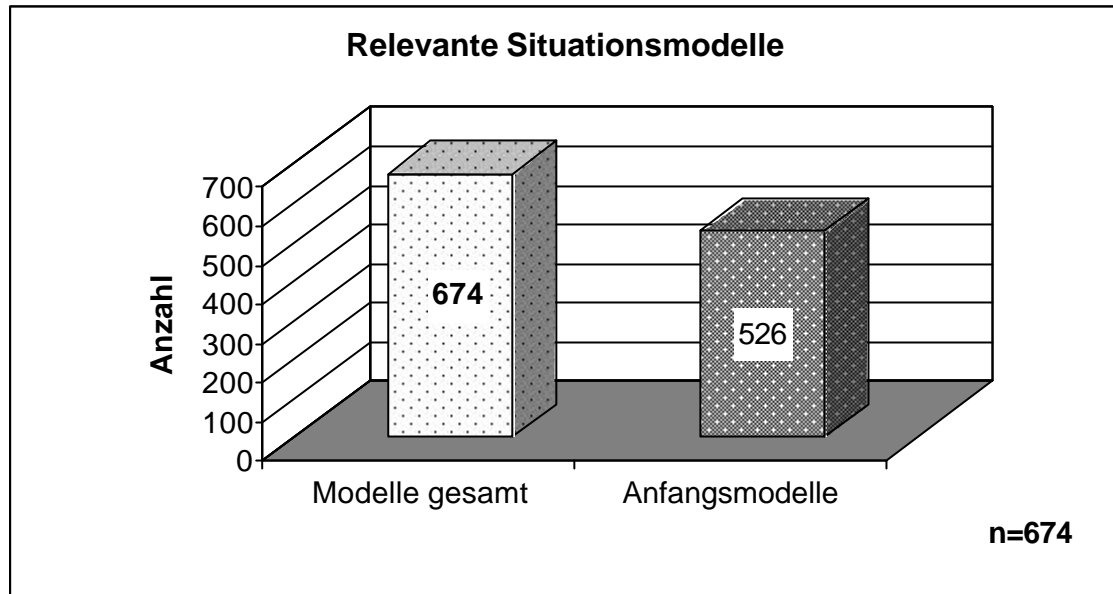 Relevante Situationsmodelle
Anzahl
700
600
500
400
300
200
100
0
674
526
Modelle gesamt
Anfangsmodelle
n=674